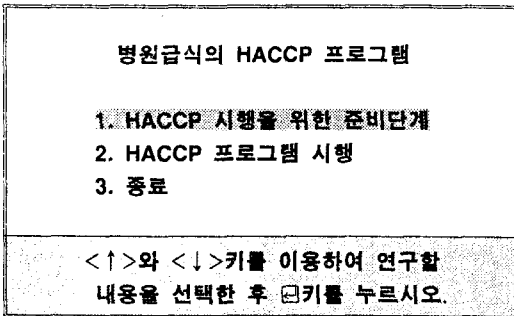 병원급식의 HACCP 프로그램
1. HACCP 시행을 위한 준비단계
2. HACCP 프로그램 시행
3. 종료
<↑>와 <↓>키를 이용하여 연구할
내용을 선택한 후 ⏎키를 누르시오.